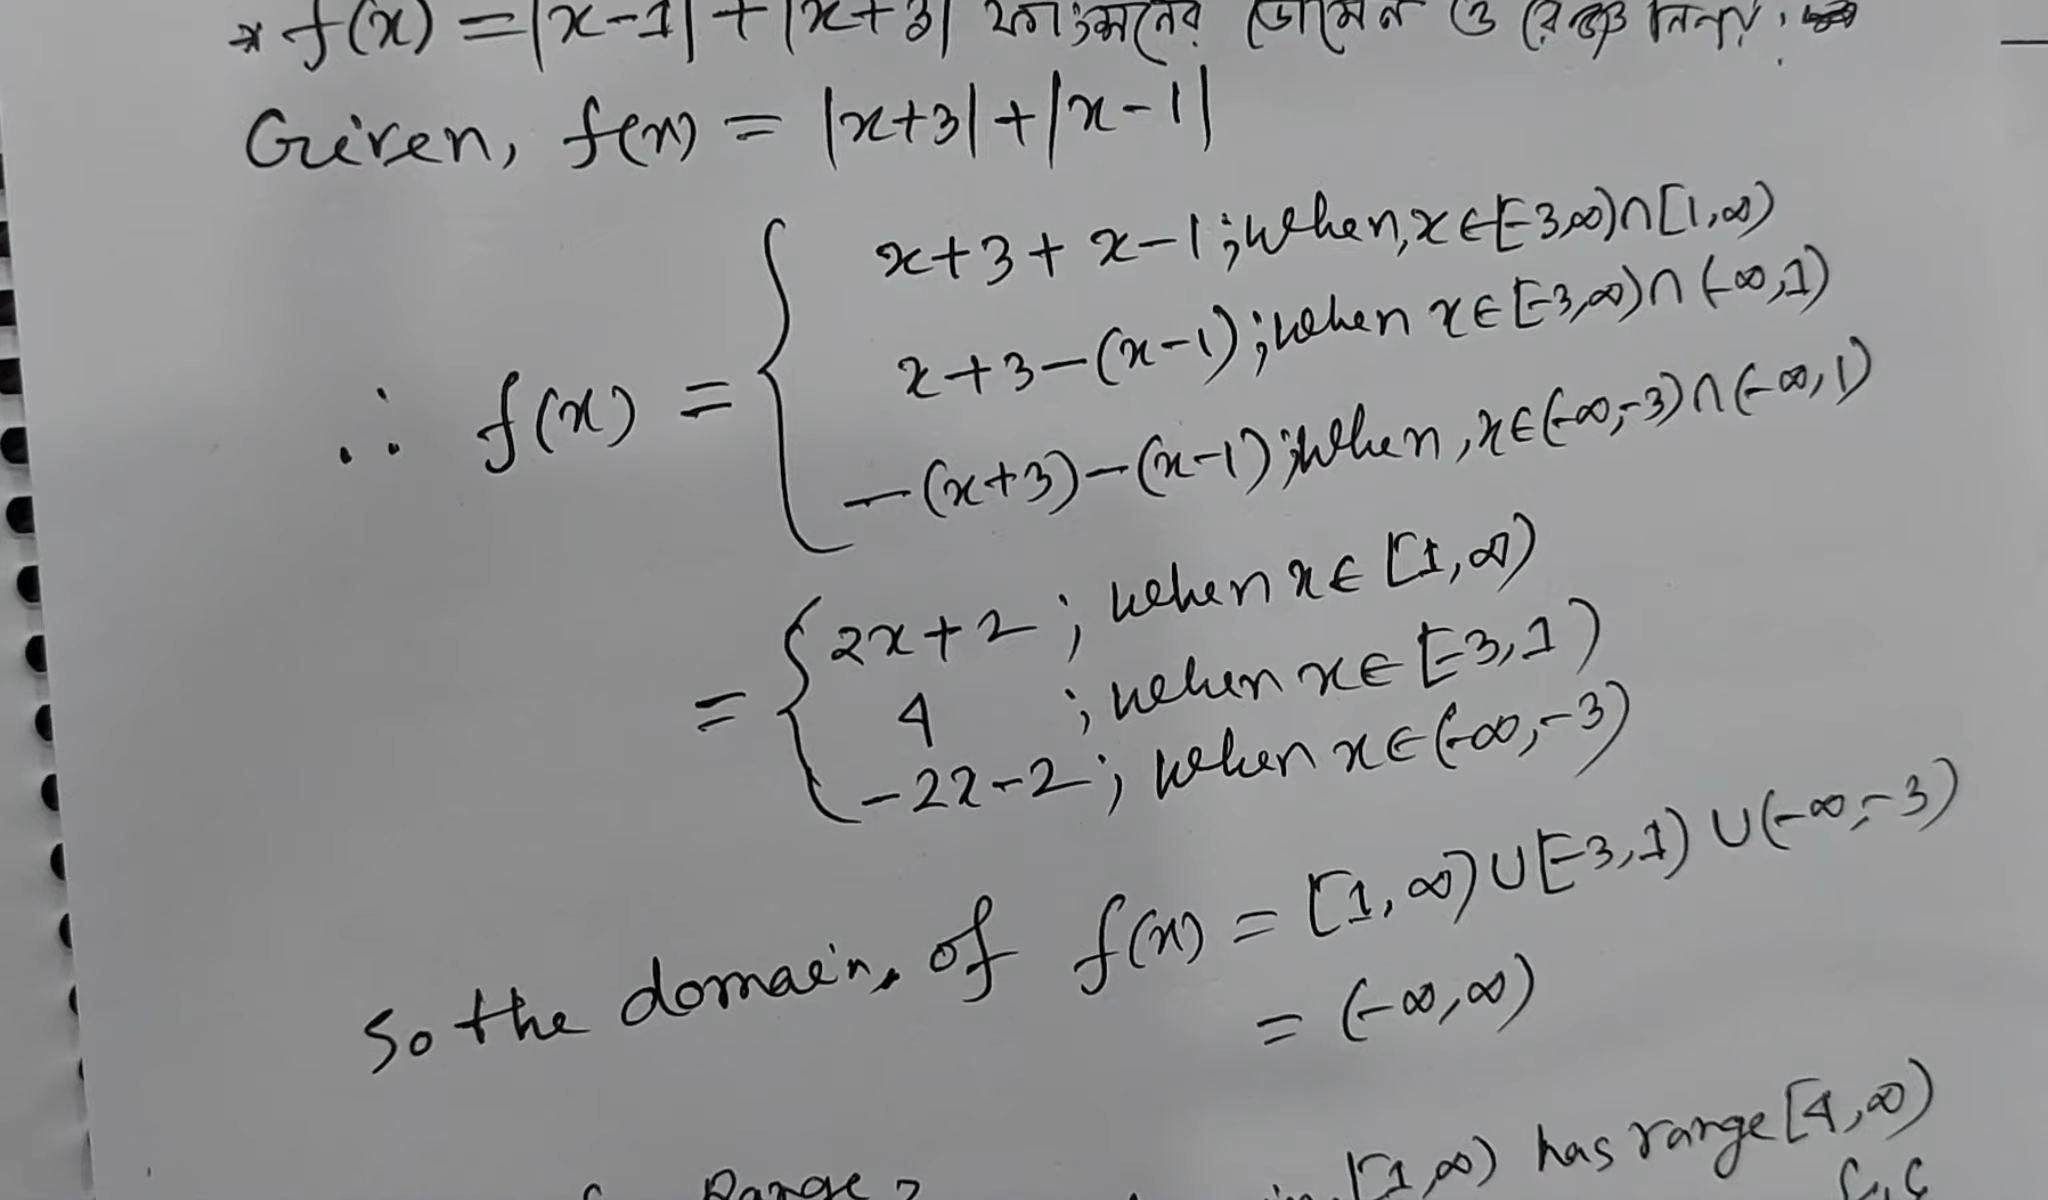 * f(x) = |x-1| + |x+3| ফাংশনের ডোমেন ও রেঞ্জ নির্ণয়।
Given, f(x) = |x+3| + |x-1|
∴ f(x) = { x+3+x-1 ; when, x ∈ [-3,∞) ∩ [1,∞)
x+3-(x-1) ; when x ∈ [-3,∞) ∩ (-∞,1)
-(x+3)-(x-1) ; when, x ∈ (-∞,-3) ∩ (-∞,1)
= { 2x+2 ; when x ∈ [1,∞)
4 ; when x ∈ [-3,1)
-2x-2 ; when x ∈ (-∞,-3)
So the domain, of f(x) = [1,∞) ∪ [-3,1) ∪ (-∞,-3)
= (-∞,∞)
Range [1,∞) has range [4,∞)